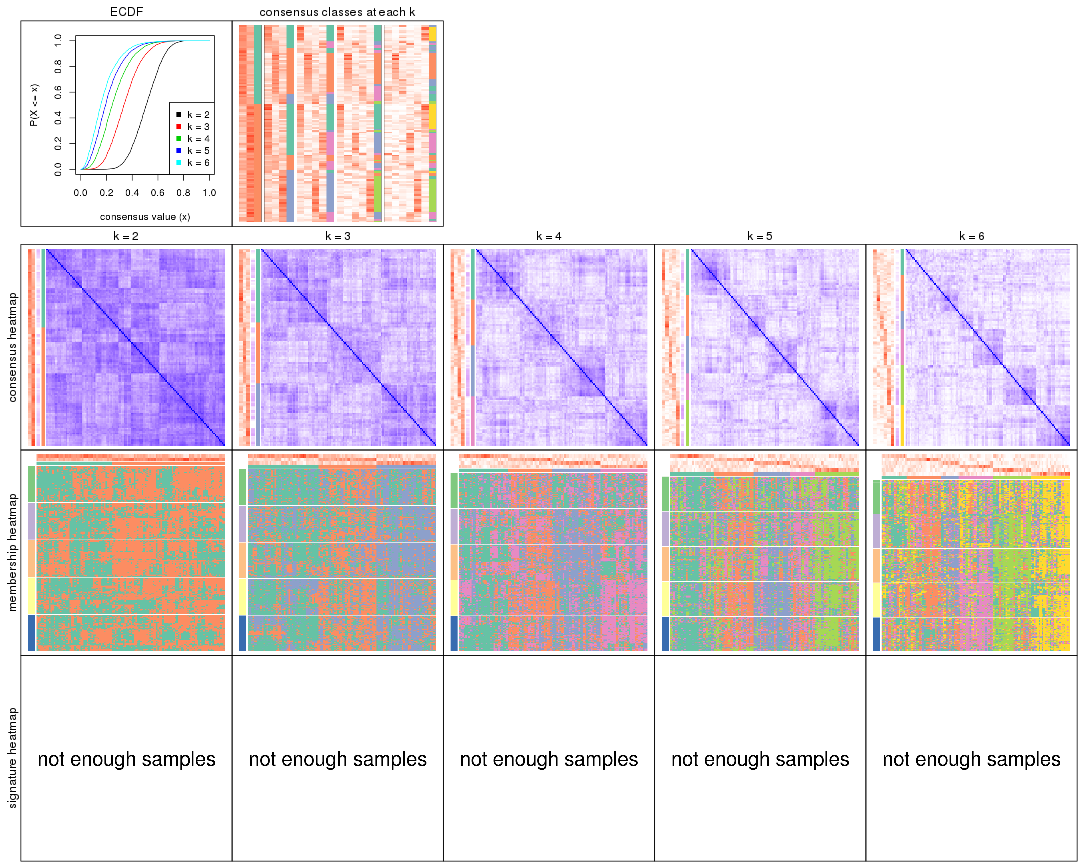 ECDF
consensus classes at each k
P(X <= x)
0.0 0.2 0.4 0.6 0.8 1.0
k = 2
k = 3
k = 4
k = 5
k = 6
0.0 0.2 0.4 0.6 0.8 1.0
consensus value (x)
k = 2 k = 3 k = 4 k = 5 k = 6
consensus heatmap
membership heatmap
signature heatmap
not enough samples not enough samples not enough samples not enough samples not enough samples